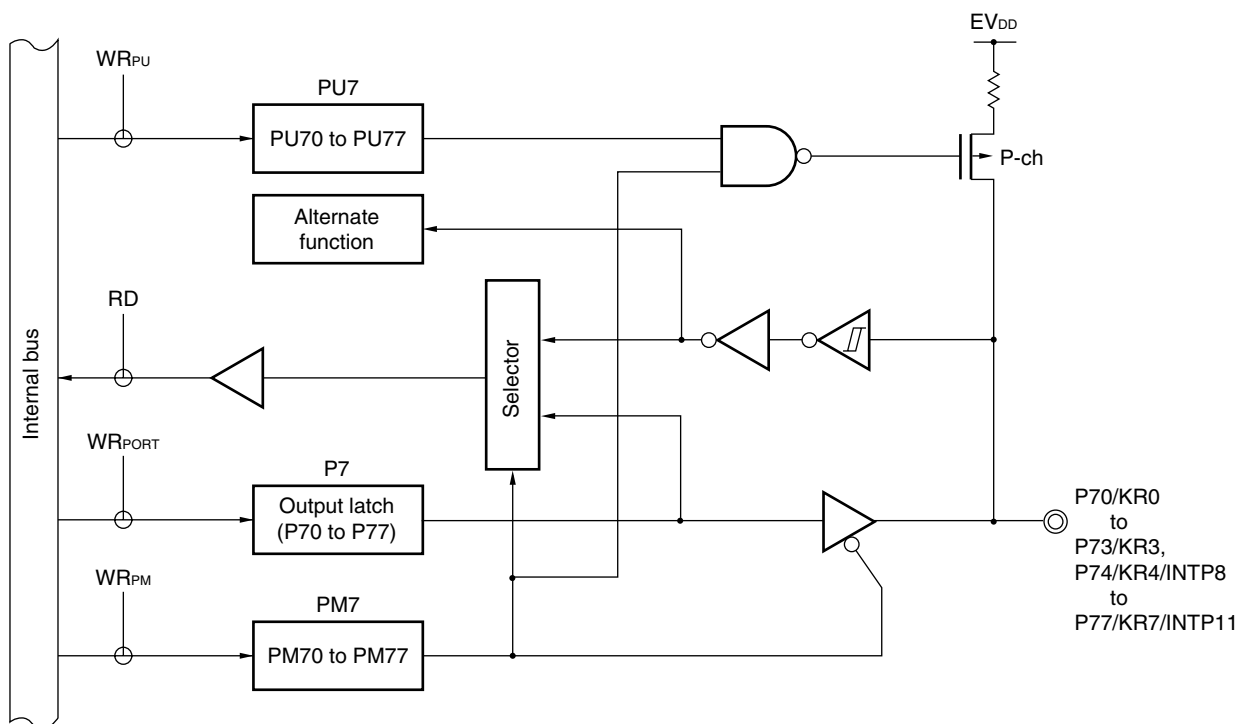 EVDD
WRPU
PU7
PU70 to PU77
P-ch
Alternate
function
RD
Selector
Internal bus
WRPORT
P7
Output latch
(P70 to P77)
P70/KR0
to
P73/KR3,
P74/KR4/INTP8
to
P77/KR7/INTP11
WRPM
PM7
PM70 to PM77